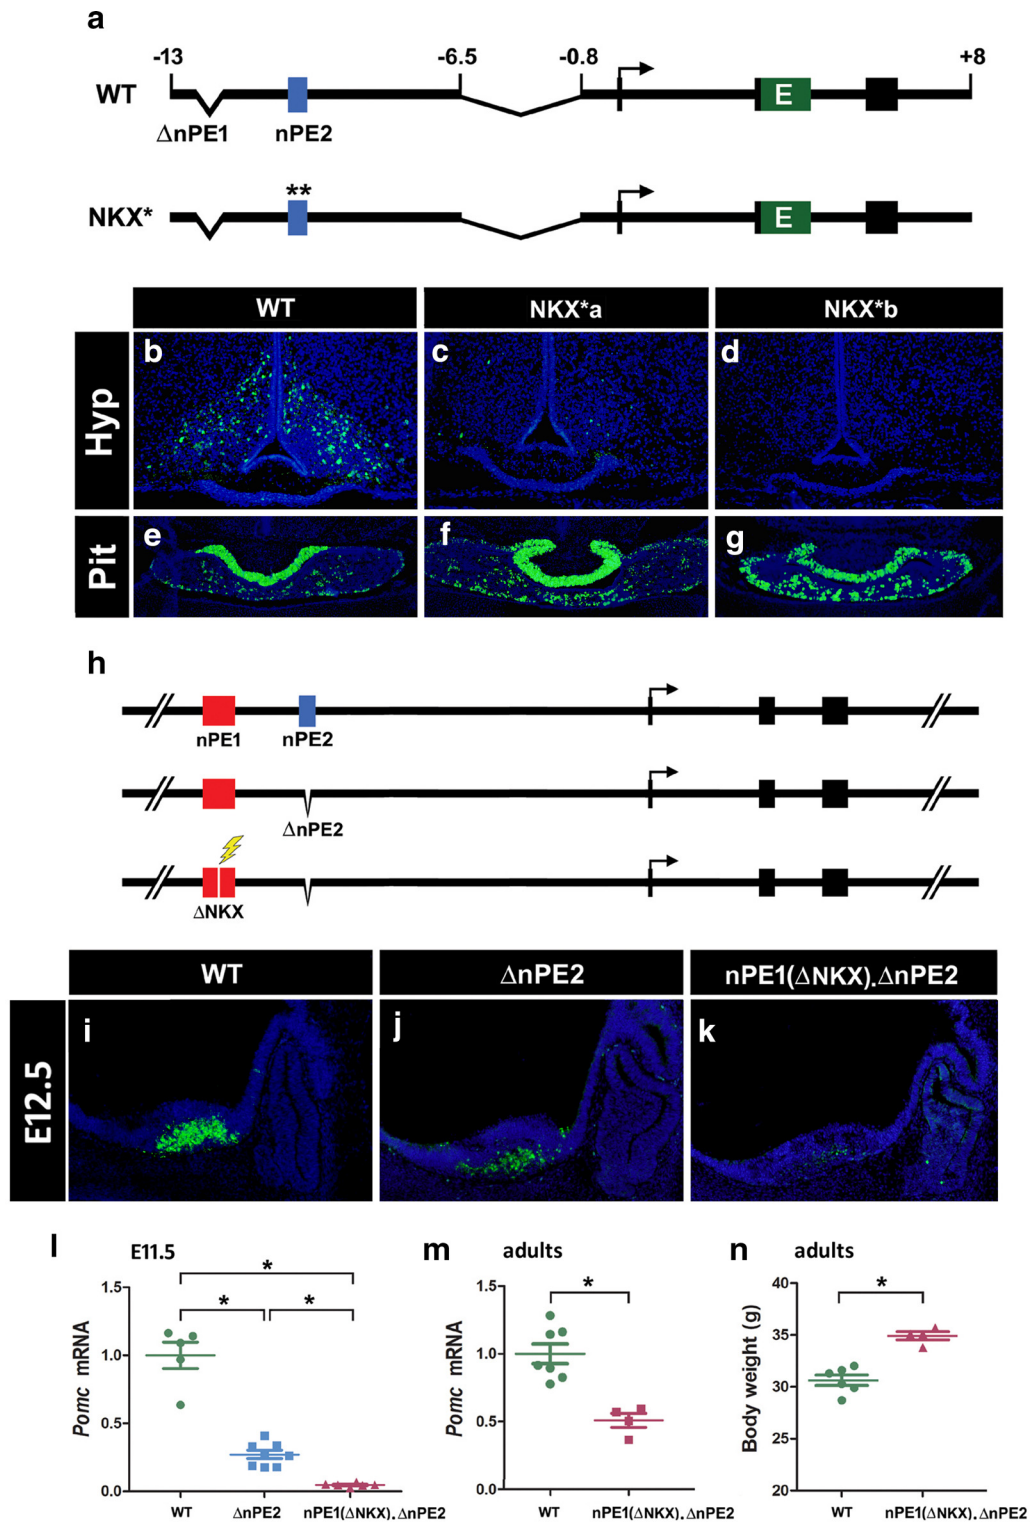 a
-13 -6.5 -0.8 +8
WT E
ΔnPE1 nPE2
**
NKX* E
WT NKX*a NKX*b
Hyp b c d
Pit e f g
h
nPE1 nPE2
ΔnPE2
ΔNKX
WT ΔnPE2 nPE1(ΔNKX).ΔnPE2
E12.5 i j k
l E11.5
*
* *
1.5
1.0
0.5
0.0
Pomc mRNA
WT ΔnPE2 nPE1(ΔNKX).ΔnPE2
m adults
*
1.5
1.0
0.5
0.0
Pomc mRNA
WT nPE1(ΔNKX).ΔnPE2
n adults
*
40
35
30
25
20
Body weight (g)
WT nPE1(ΔNKX).ΔnPE2